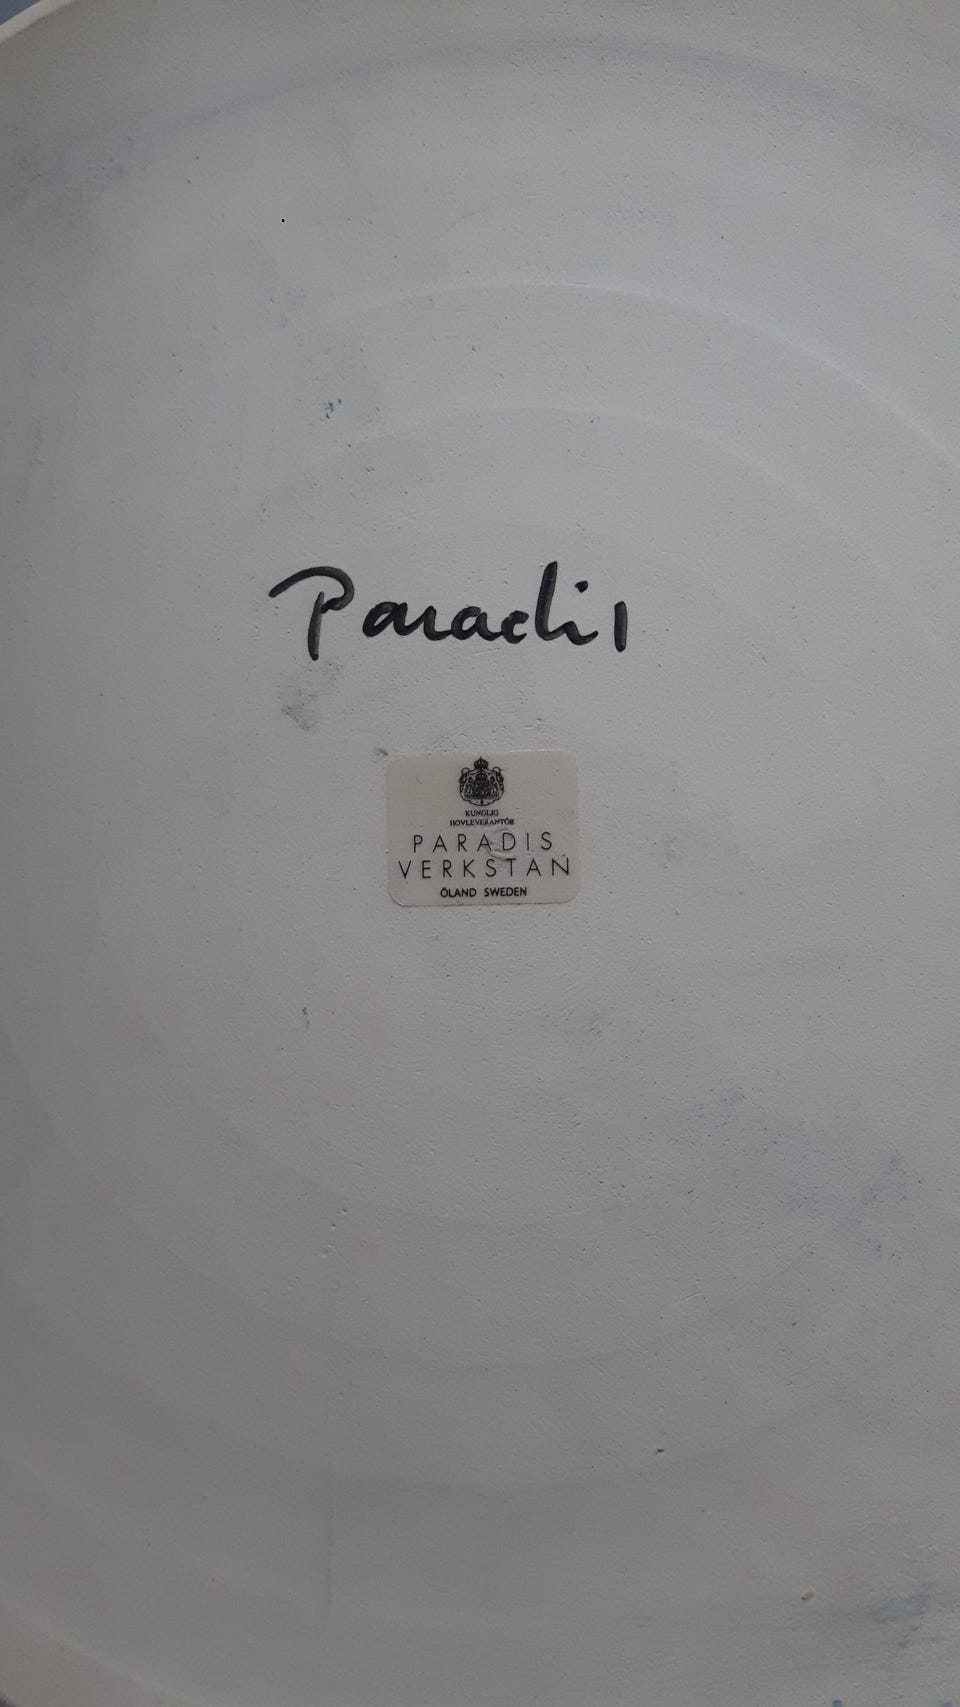 Paradis
KUNGLIG
HOVLEVERANTÖR
PARADIS
VERKSTAN
ÖLAND SWEDEN